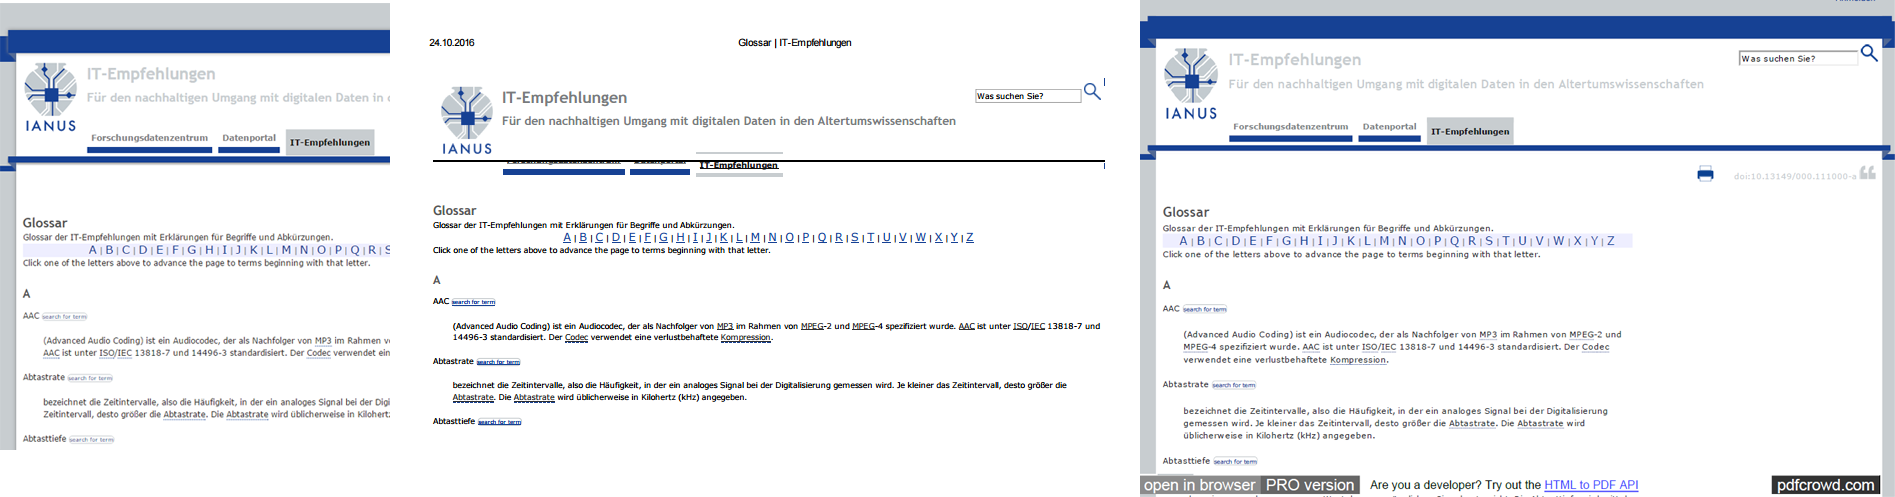 IT-Empfehlungen
Für den nachhaltigen Umgang mit digitalen Daten in d
IANUS
Forschungsdatenzentrum Datenportal IT-Empfehlungen
Glossar
Glossar der IT-Empfehlungen mit Erklärungen für Begriffe und Abkürzungen.
A | B | C | D | E | F | G | H | I | J | K | L | M | N | O | P | Q | R | S
Click one of the letters above to advance the page to terms beginning with that letter.
A
AAC search for term
(Advanced Audio Coding) ist ein Audiocodec, der als Nachfolger von MP3 im Rahmen v
AAC ist unter ISO/IEC 13818-7 und 14496-3 standardisiert. Der Codec verwendet ein
Abtastrate search for term
bezeichnet die Zeitintervalle, also die Häufigkeit, in der ein analoges Signal bei der Digi
Zeitintervall, desto größer die Abtastrate. Die Abtastrate wird üblicherweise in Kilohertz
Abtasttiefe search for term
24.10.2016 Glossar | IT-Empfehlungen
IT-Empfehlungen
Was suchen Sie?
Für den nachhaltigen Umgang mit digitalen Daten in den Altertumswissenschaften
IANUS
Forschungsdatenzentrum Datenportal IT-Empfehlungen
Glossar
Glossar der IT-Empfehlungen mit Erklärungen für Begriffe und Abkürzungen.
A | B | C | D | E | F | G | H | I | J | K | L | M | N | O | P | Q | R | S | T | U | V | W | X | Y | Z
Click one of the letters above to advance the page to terms beginning with that letter.
A
AAC search for term
(Advanced Audio Coding) ist ein Audiocodec, der als Nachfolger von MP3 im Rahmen von MPEG-2 und MPEG-4 spezifiziert wurde. AAC ist unter ISO/IEC 13818-7 und
14496-3 standardisiert. Der Codec verwendet eine verlustbehaftete Kompression.
Abtastrate search for term
bezeichnet die Zeitintervalle, also die Häufigkeit, in der ein analoges Signal bei der Digitalisierung gemessen wird. Je kleiner das Zeitintervall, desto größer die
Abtastrate. Die Abtastrate wird üblicherweise in Kilohertz (kHz) angegeben.
Abtasttiefe search for term
IT-Empfehlungen
Was suchen Sie?
Für den nachhaltigen Umgang mit digitalen Daten in den Altertumswissenschaften
IANUS
Forschungsdatenzentrum Datenportal IT-Empfehlungen
doi:10.13149/000.111000-a
Glossar
Glossar der IT-Empfehlungen mit Erklärungen für Begriffe und Abkürzungen.
A | B | C | D | E | F | G | H | I | J | K | L | M | N | O | P | Q | R | S | T | U | V | W | X | Y | Z
Click one of the letters above to advance the page to terms beginning with that letter.
A
AAC search for term
(Advanced Audio Coding) ist ein Audiocodec, der als Nachfolger von MP3 im Rahmen von MPEG-2 und
MPEG-4 spezifiziert wurde. AAC ist unter ISO/IEC 13818-7 und 14496-3 standardisiert. Der Codec
verwendet eine verlustbehaftete Kompression.
Abtastrate search for term
bezeichnet die Zeitintervalle, also die Häufigkeit, in der ein analoges Signal bei der Digitalisierung
gemessen wird. Je kleiner das Zeitintervall, desto größer die Abtastrate. Die Abtastrate wird
üblicherweise in Kilohertz (kHz) angegeben.
Abtasttiefe search for term
open in browser PRO version Are you a developer? Try out the HTML to PDF API pdfcrowd.com